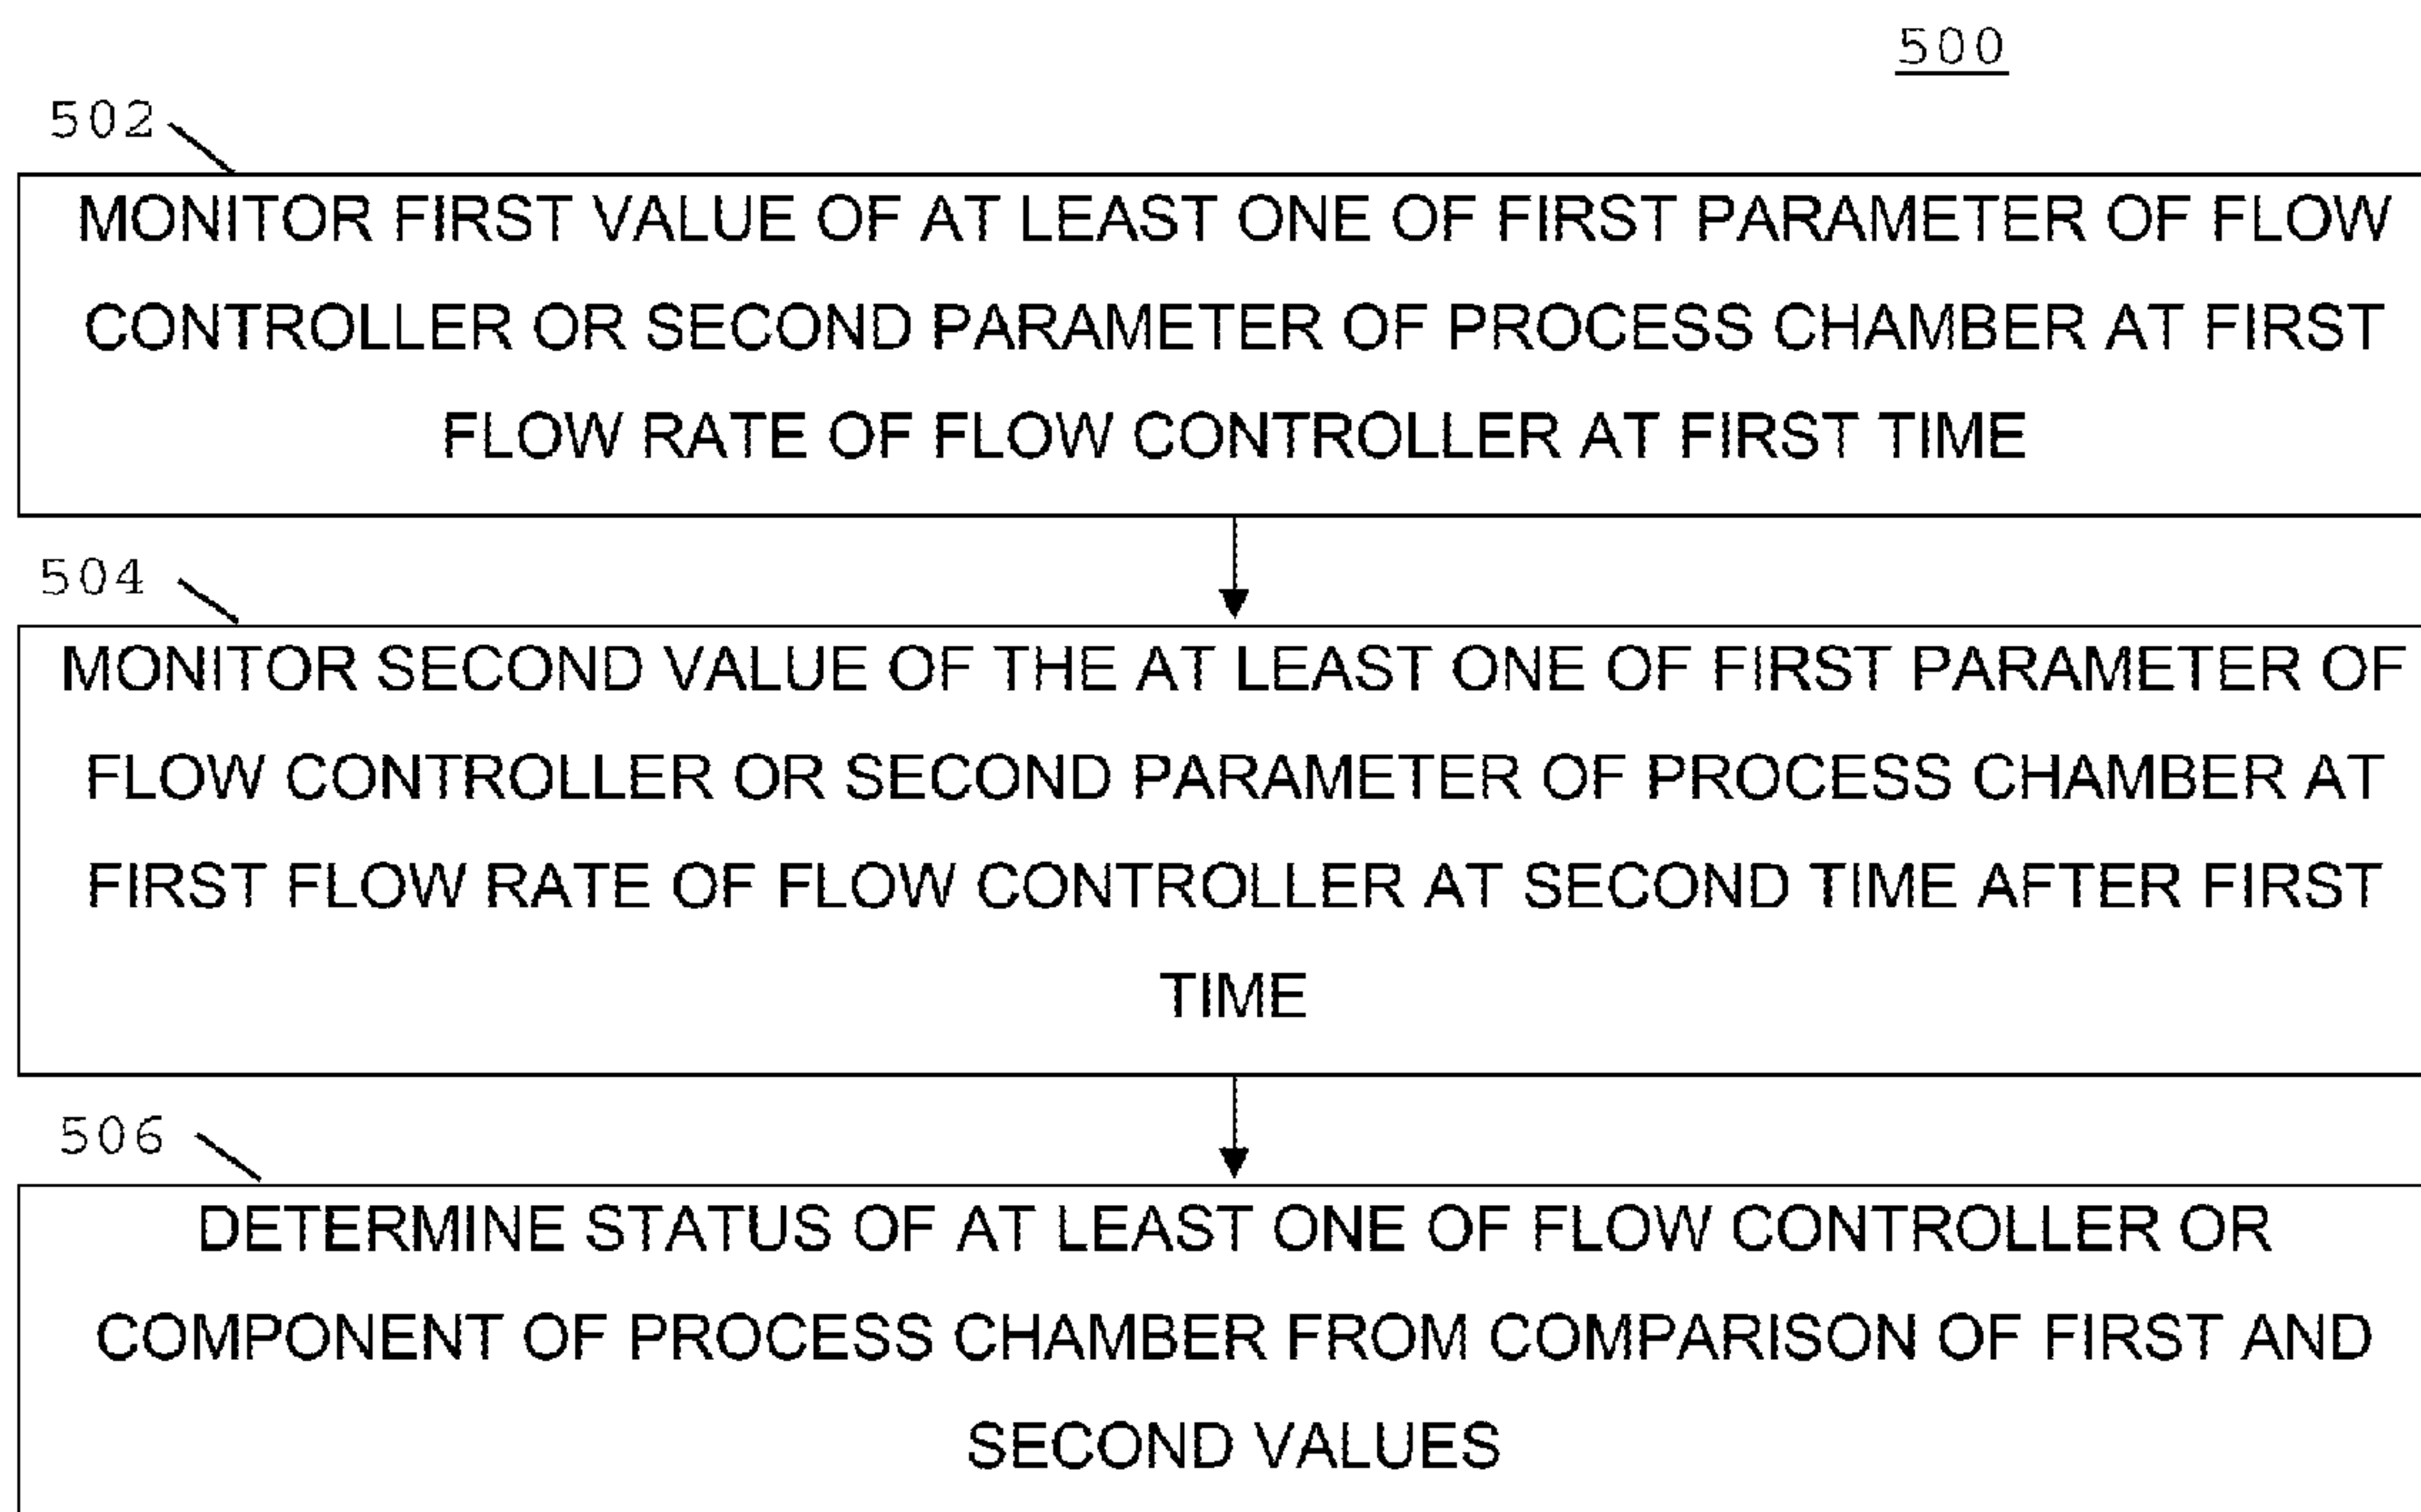 500
502
MONITOR FIRST VALUE OF AT LEAST ONE OF FIRST PARAMETER OF FLOW
CONTROLLER OR SECOND PARAMETER OF PROCESS CHAMBER AT FIRST
FLOW RATE OF FLOW CONTROLLER AT FIRST TIME
504
MONITOR SECOND VALUE OF THE AT LEAST ONE OF FIRST PARAMETER OF
FLOW CONTROLLER OR SECOND PARAMETER OF PROCESS CHAMBER AT
FIRST FLOW RATE OF FLOW CONTROLLER AT SECOND TIME AFTER FIRST
TIME
506
DETERMINE STATUS OF AT LEAST ONE OF FLOW CONTROLLER OR
COMPONENT OF PROCESS CHAMBER FROM COMPARISON OF FIRST AND
SECOND VALUES